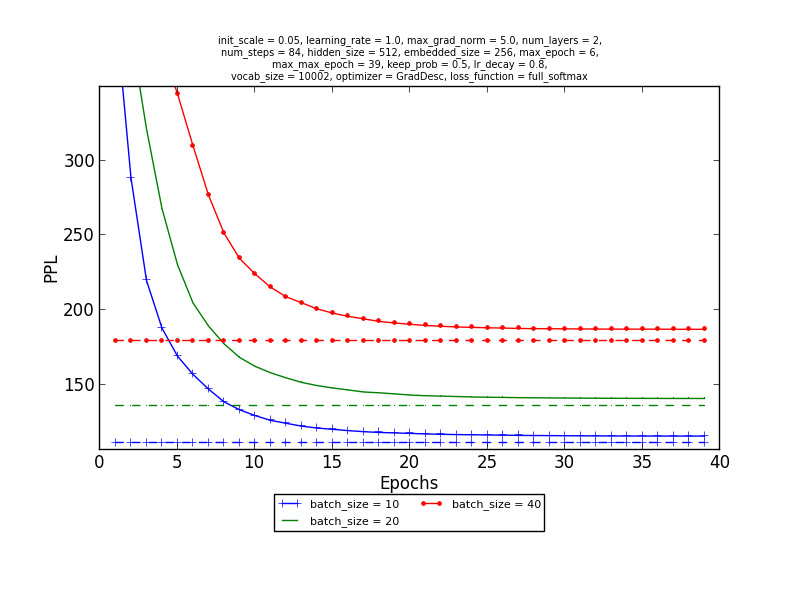 init_scale = 0.05, learning_rate = 1.0, max_grad_norm = 5.0, num_layers = 2,
num_steps = 84, hidden_size = 512, embedded_size = 256, max_epoch = 6,
max_max_epoch = 39, keep_prob = 0.5, lr_decay = 0.8,
vocab_size = 10002, optimizer = GradDesc, loss_function = full_softmax
300
250
200
150
PPL
0 5 10 15 20 25 30 35 40
Epochs
batch_size = 10 batch_size = 40
batch_size = 20